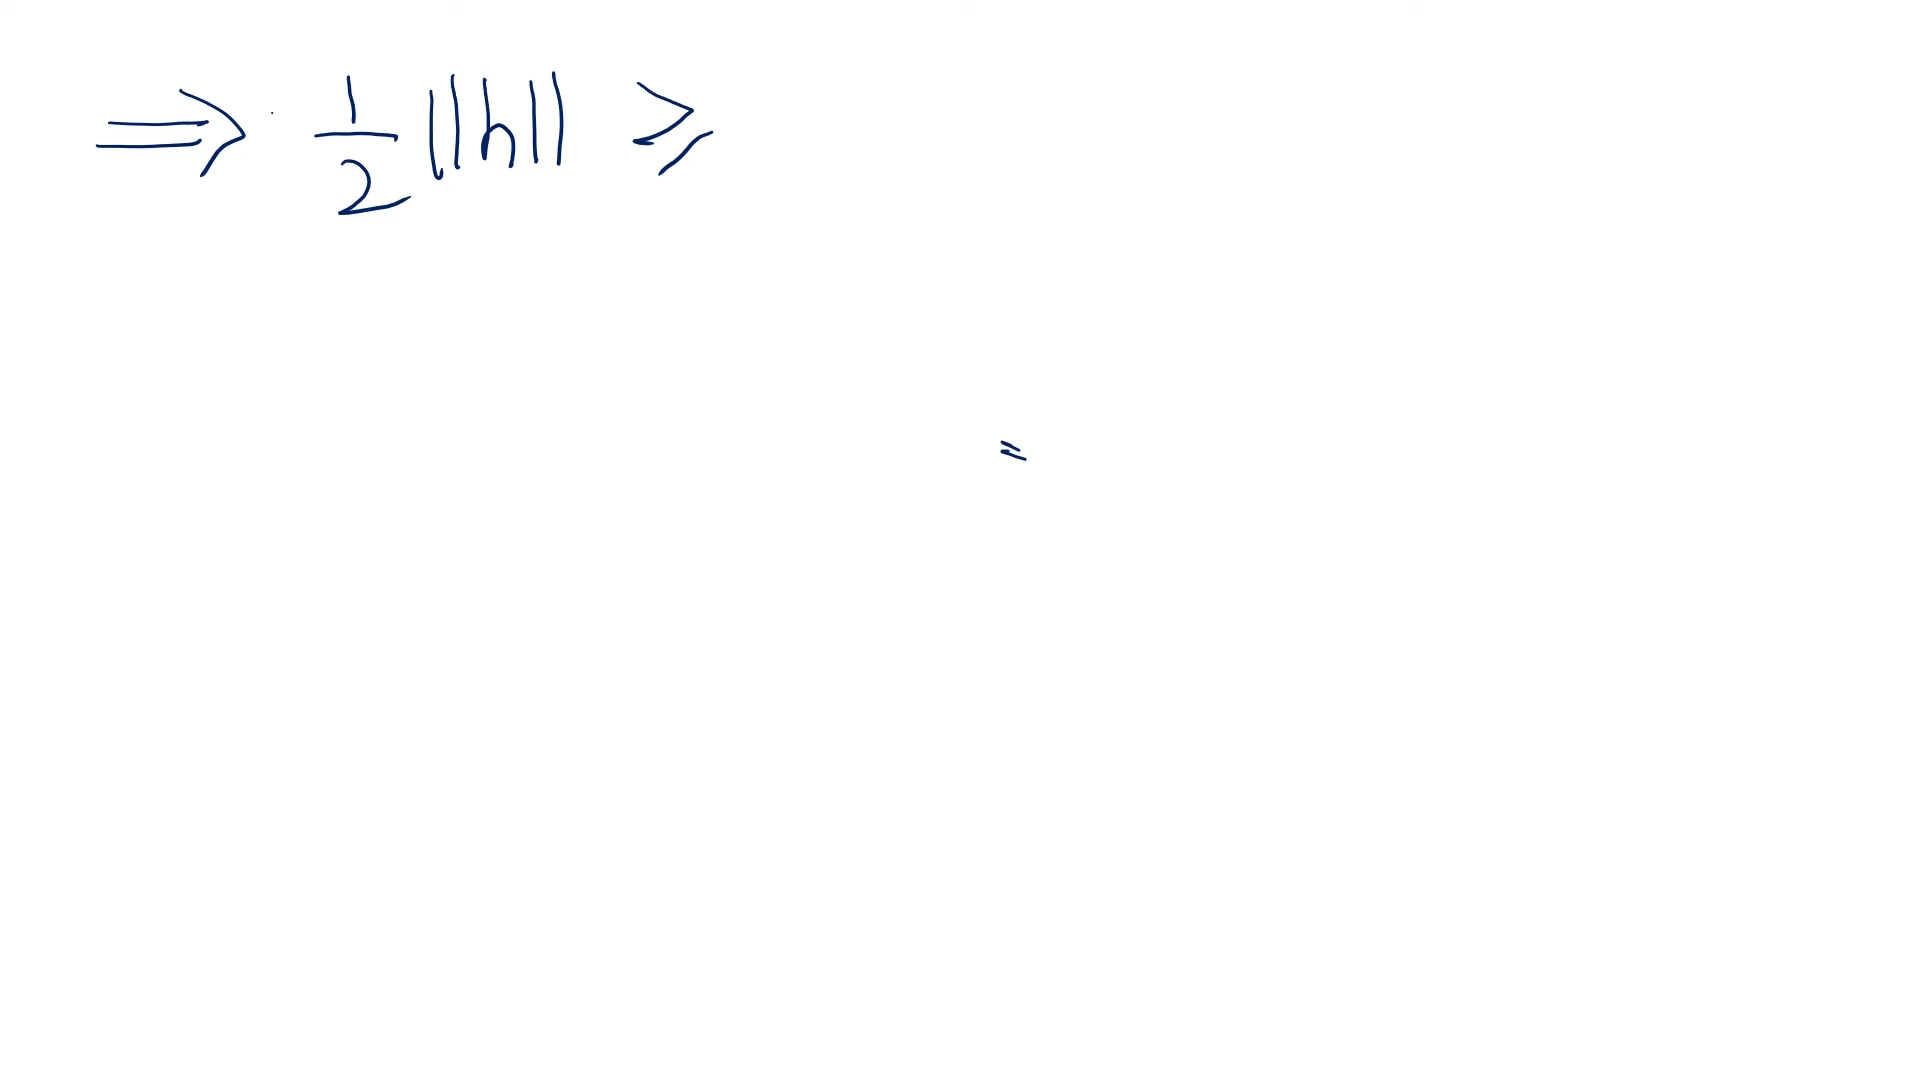 ⟹ 1/2 ||h|| ⩾
=